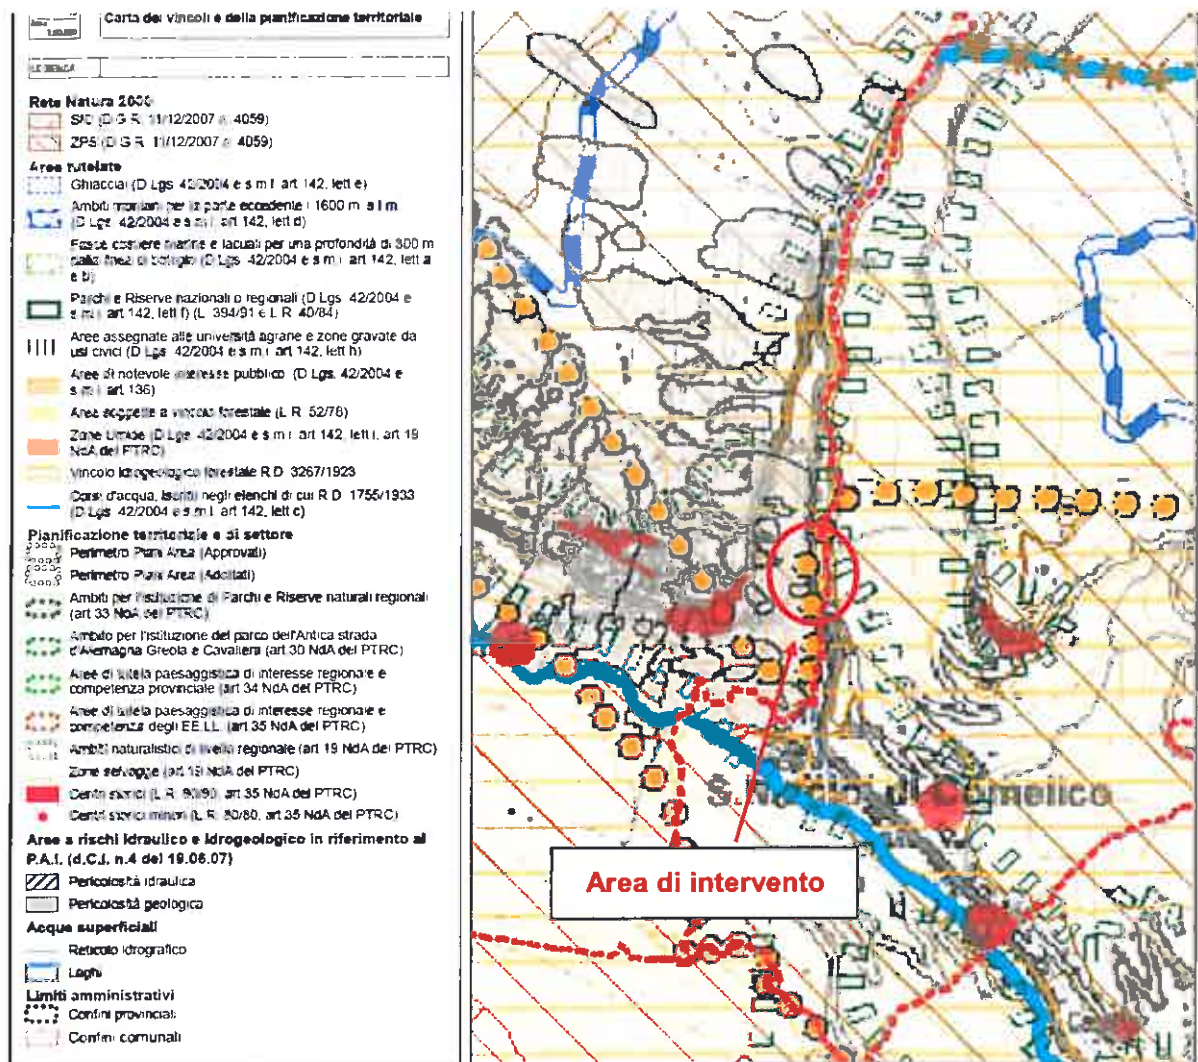 Carta dei vincoli e della pianificazione territoriale
Rete Natura 2000
SIC (D.G.R. 11/12/2007 n. 4059)
ZPS (D.G.R. 11/12/2007 n. 4059)
Aree tutelate
Ghiacciai (D.Lgs. 42/2004 e s.m.i. art 142, lett e)
Ambiti montani per la parte eccedente i 1600 m. s.l.m.
(D.Lgs. 42/2004 e s.m.i. art 142, lett d)
Fasce costiere marine e lacuali per una profondità di 300 m
dalla linea di battigia (D.Lgs. 42/2004 e s.m.i. art 142, lett a
e b)
Parchi e Riserve nazionali o regionali (D.Lgs. 42/2004 e
s.m.i. art 142, lett f) (L. 394/91 e L.R. 40/84)
Aree assegnate alle università agrarie e zone gravate da
usi civici (D.Lgs. 42/2004 e s.m.i. art 142, lett h)
Aree di notevole interesse pubblico (D.Lgs. 42/2004 e
s.m.i. art 136)
Aree soggette a vincolo forestale (L.R. 52/78)
Zone Umide (D.Lgs. 42/2004 e s.m.i. art 142, lett i, art 19
NdA del PTRC)
Vincolo Idrogeologico forestale R.D. 3267/1923
Corsi d'acqua, iscritti negli elenchi di cui R.D. 1755/1933
(D.Lgs. 42/2004 e s.m.i. art 142, lett c)
Pianificazione territoriale e di settore
Perimetro Piani Area (Approvati)
Perimetro Piani Area (Adottati)
Ambiti per l'istituzione di Parchi e Riserve naturali regionali
(art 33 NdA del PTRC)
Ambito per l'istituzione del parco dell'Antica strada
d'Alemagna Greola e Cavallera (art 30 NdA del PTRC)
Aree di tutela paesaggistica di interesse regionale e
competenza provinciale (art 34 NdA del PTRC)
Aree di tutela paesaggistica di interesse regionale e
competenza degli EE.LL. (art 35 NdA del PTRC)
Ambiti naturalistici di livello regionale (art 19 NdA del PTRC)
Zone selvagge (art 19 NdA del PTRC)
Centri storici (L.R. 80/80, art 35 NdA del PTRC)
Centri storici minori (L.R. 80/80, art 35 NdA del PTRC)
Aree a rischi Idraulico e Idrogeologico in riferimento al
P.A.I. (d.C.I. n.4 del 19.06.07)
Pericolosità idraulica
Pericolosità geologica
Acque superficiali
Reticolo idrografico
Laghi
Limiti amministrativi
Confini provinciali
Confini comunali
Area di intervento